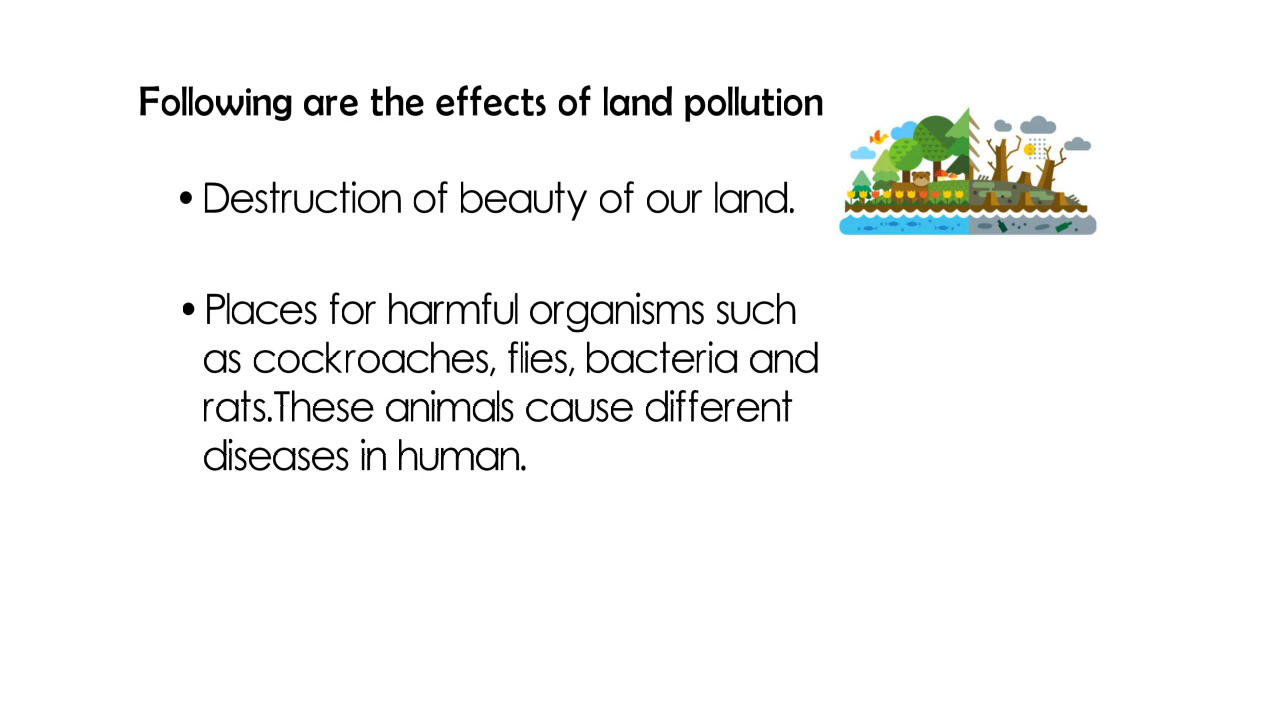 Following are the effects of land pollution
• Destruction of beauty of our land.
• Places for harmful organisms such
as cockroaches, flies, bacteria and
rats.These animals cause different
diseases in human.